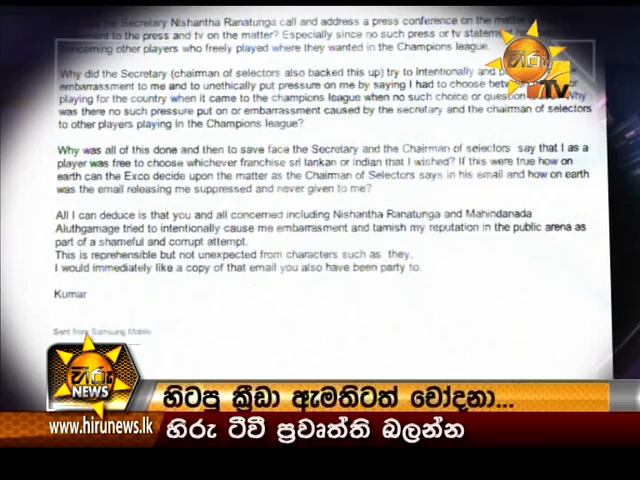 the Secretary Nishantha Ranatunga call and address a press conference on the matter
to the press and tv on the matter? Especially since no such press or tv
other players who freely played where they wanted in the Champions league.
Why did the Secretary (chairman of selectors also backed this up) try to intentionally and
embarrassment to me and to unethically put pressure on me by saying I had to choose
playing for the country when it came to the champions league when no such choice or question
was there no such pressure put on or embarrassment caused by the secretary and the chairman of selectors
to other players playing in the Champions league?
Why was all of this done and then to save face the Secretary and the Chairman of selectors say that I as a
player was free to choose whichever franchise sri lankan or indian that I wished? If this were true how on
earth can the Exco decide upon the matter as the Chairman of Selectors says in his email and how on earth
was the email releasing me suppressed and never given to me?
All I can deduce is that you and all concerned including Nishantha Ranatunga and Mahindanada
Aluthgamage tried to intentionally cause me embarrassment and tarnish my reputation in the public arena as
part of a shameful and corrupt attempt.
This is reprehensible but not unexpected from characters such as they.
I would immediately like a copy of that email you also have been party to.
Kumar
Sent from Samsung Mobile
හිරු
TV
හිරු
NEWS
හිටපු ක්‍රීඩා ඇමතිටත් චෝදනා...
www.hirunews.lk
හිරු ටීවී ප්‍රවෘත්ති බලන්න